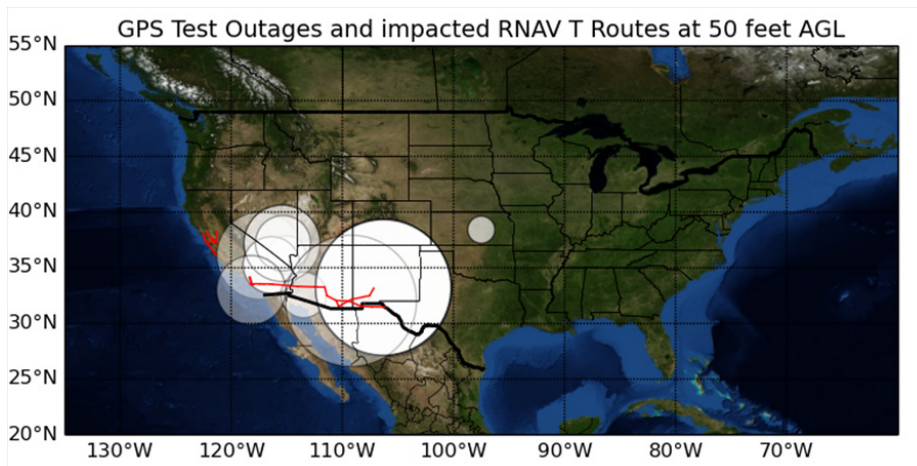 GPS Test Outages and impacted RNAV T Routes at 50 feet AGL
55°N
50°N
45°N
40°N
35°N
30°N
25°N
20°N
130°W 120°W 110°W 100°W 90°W 80°W 70°W